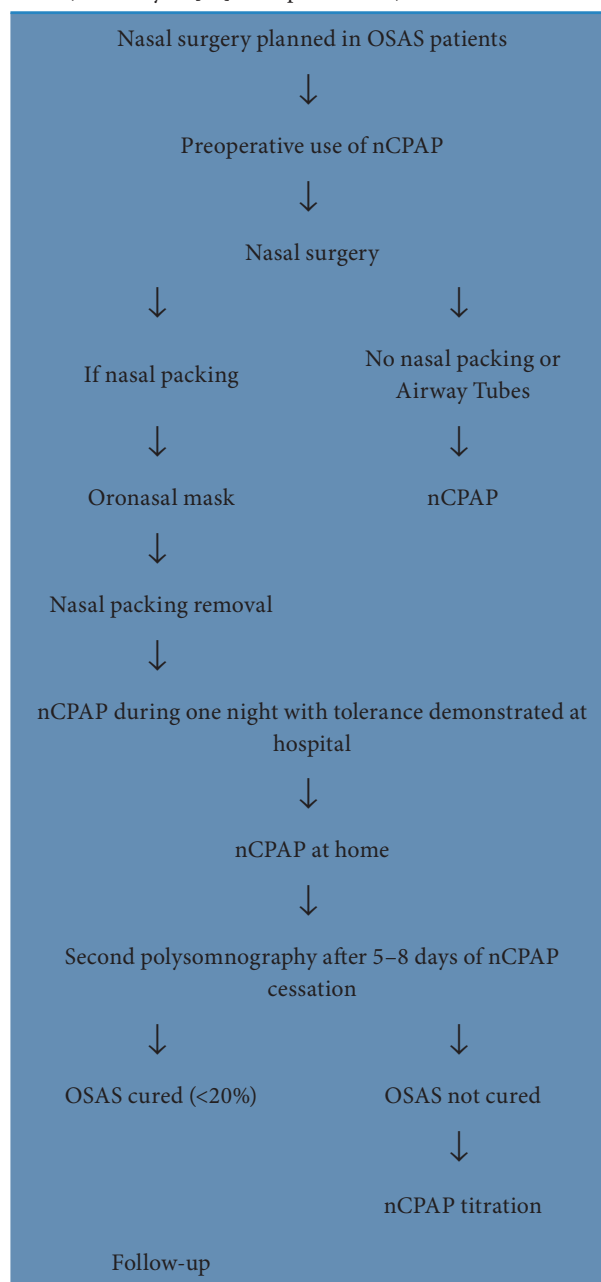 Nasal surgery planned in OSAS patients
↓
Preoperative use of nCPAP
↓
Nasal surgery
↓ ↓
If nasal packing
No nasal packing or
Airway Tubes
↓ ↓
Oronasal mask
nCPAP
↓
Nasal packing removal
↓
nCPAP during one night with tolerance demonstrated at
hospital
↓
nCPAP at home
↓
Second polysomnography after 5–8 days of nCPAP
cessation
↓ ↓
OSAS cured (<20%)
OSAS not cured
↓
nCPAP titration
Follow-up